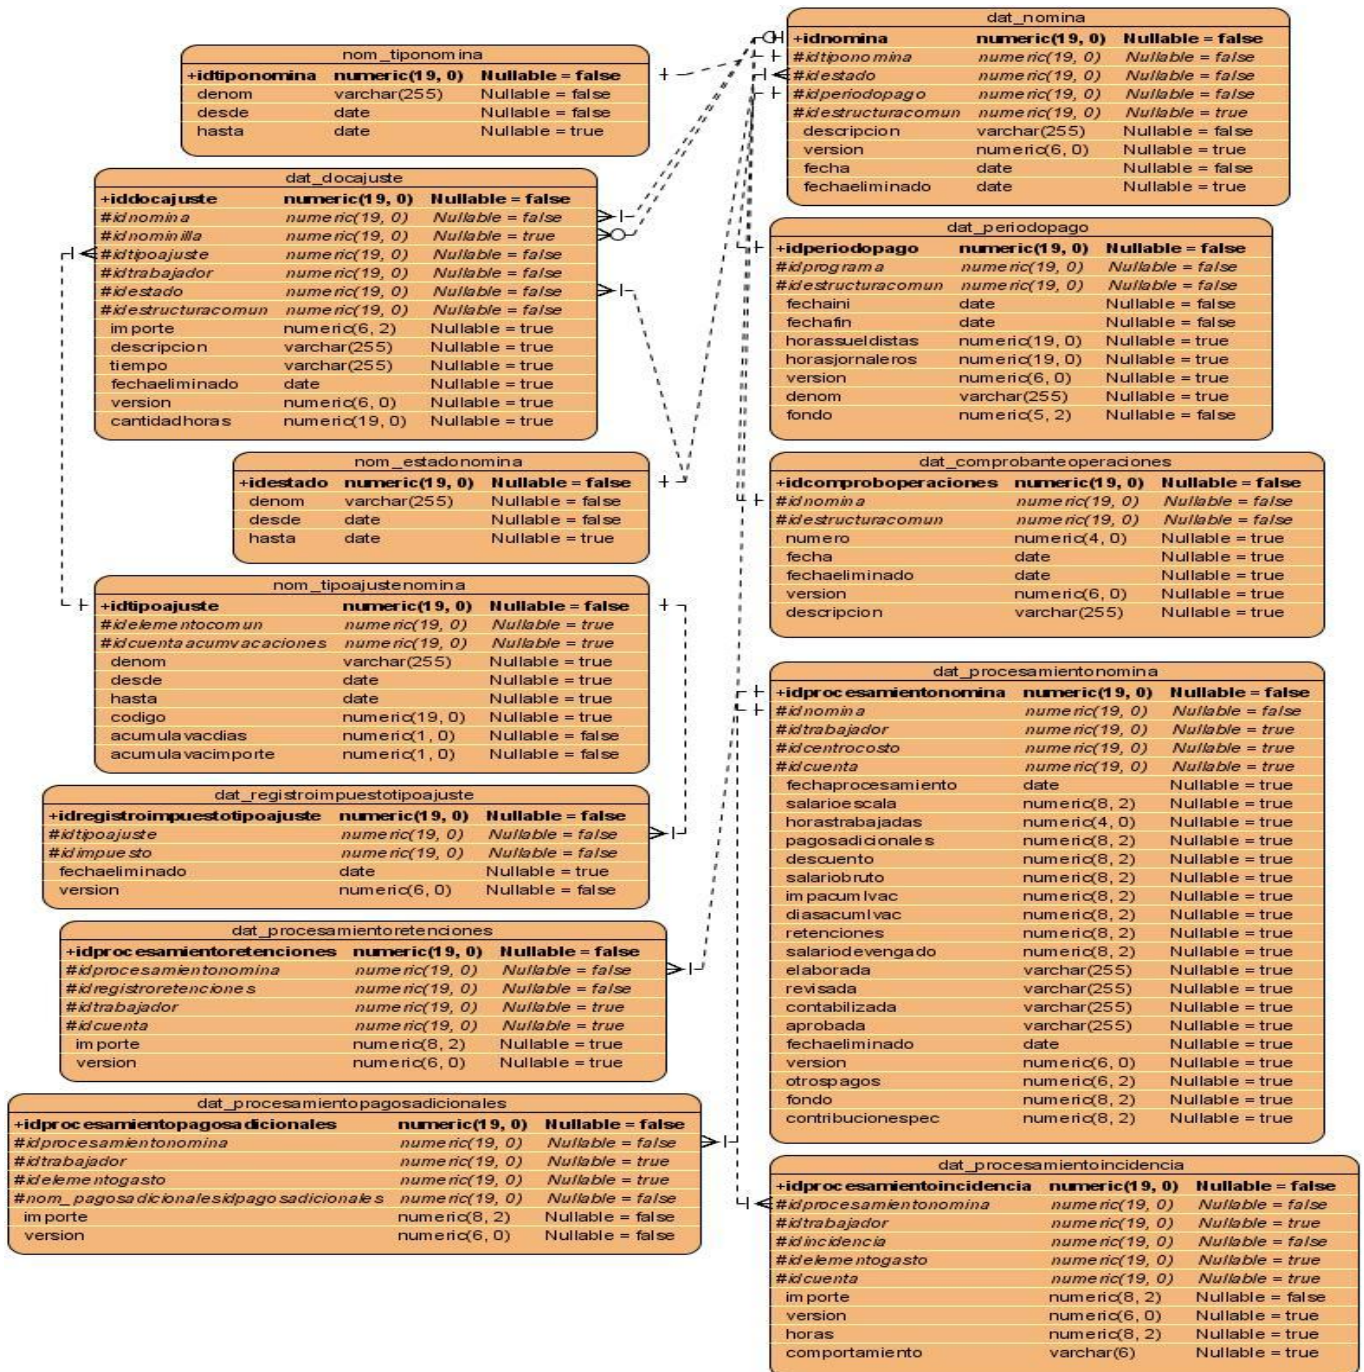 nom_tiponomina
+idtiponomina numeric(19, 0) Nullable = false
denom varchar(255) Nullable = false
desde date Nullable = false
hasta date Nullable = true
dat_docajuste
+iddocajuste numeric(19, 0) Nullable = false
#idnomina numeric(19, 0) Nullable = false
#idnominilla numeric(19, 0) Nullable = true
#idtipoajuste numeric(19, 0) Nullable = false
#idtrabajador numeric(19, 0) Nullable = false
#idestado numeric(19, 0) Nullable = false
#idestructuracomun numeric(19, 0) Nullable = false
importe numeric(6, 2) Nullable = true
descripcion varchar(255) Nullable = true
tiempo varchar(255) Nullable = true
fechaeliminado date Nullable = true
version numeric(6, 0) Nullable = true
cantidadhoras numeric(19, 0) Nullable = true
nom_estadonomina
+idestado numeric(19, 0) Nullable = false
denom varchar(255) Nullable = false
desde date Nullable = false
hasta date Nullable = true
nom_tipoajustenomina
+idtipoajuste numeric(19, 0) Nullable = false
#idelementocomun numeric(19, 0) Nullable = true
#idcuentaacumvacaciones numeric(19, 0) Nullable = true
denom varchar(255) Nullable = true
desde date Nullable = true
hasta date Nullable = true
codigo numeric(19, 0) Nullable = true
acumulavacdias numeric(1, 0) Nullable = false
acumulavacimporte numeric(1, 0) Nullable = false
dat_registroimpuestotipoajuste
+idregistroimpuestotipoajuste numeric(19, 0) Nullable = false
#idtipoajuste numeric(19, 0) Nullable = false
#idimpuesto numeric(19, 0) Nullable = false
fechaeliminado date Nullable = true
version numeric(6, 0) Nullable = false
dat_procesamientoretenciones
+idprocesamientoretenciones numeric(19, 0) Nullable = false
#idprocesamientonomina numeric(19, 0) Nullable = false
#idregistroretenciones numeric(19, 0) Nullable = false
#idtrabajador numeric(19, 0) Nullable = true
#idcuenta numeric(19, 0) Nullable = true
importe numeric(8, 2) Nullable = true
version numeric(6, 0) Nullable = true
dat_procesamientopagosadicionales
+idprocesamientopagosadicionales numeric(19, 0) Nullable = false
#idprocesamientonomina numeric(19, 0) Nullable = false
#idtrabajador numeric(19, 0) Nullable = true
#idelementogasto numeric(19, 0) Nullable = true
#nom_pagosadicionalesidpagosadicionales numeric(19, 0) Nullable = false
importe numeric(8, 2) Nullable = false
version numeric(6, 0) Nullable = false
dat_nomina
+idnomina numeric(19, 0) Nullable = false
#idtiponomina numeric(19, 0) Nullable = false
#idestado numeric(19, 0) Nullable = false
#idperiodopago numeric(19, 0) Nullable = false
#idestructuracomun numeric(19, 0) Nullable = true
descripcion varchar(255) Nullable = false
version numeric(6, 0) Nullable = true
fecha date Nullable = false
fechaeliminado date Nullable = true
dat_periodopago
+idperiodopago numeric(19, 0) Nullable = false
#idprograma numeric(19, 0) Nullable = false
#idestructuracomun numeric(19, 0) Nullable = false
fechaini date Nullable = false
fechafin date Nullable = false
horassueldistas numeric(19, 0) Nullable = true
horasjornaleros numeric(19, 0) Nullable = true
version numeric(6, 0) Nullable = true
denom varchar(255) Nullable = true
fondo numeric(5, 2) Nullable = false
dat_comprobanteoperaciones
+idcomproboperaciones numeric(19, 0) Nullable = false
#idnomina numeric(19, 0) Nullable = false
#idestructuracomun numeric(19, 0) Nullable = false
numero numeric(4, 0) Nullable = true
fecha date Nullable = true
fechaeliminado date Nullable = true
version numeric(6, 0) Nullable = true
descripcion varchar(255) Nullable = true
dat_procesamientonomina
+idprocesamientonomina numeric(19, 0) Nullable = false
#idnomina numeric(19, 0) Nullable = false
#idtrabajador numeric(19, 0) Nullable = true
#idcentrocosto numeric(19, 0) Nullable = true
#idcuenta numeric(19, 0) Nullable = true
fechaprocesamiento date Nullable = true
salarioescala numeric(8, 2) Nullable = true
horastrabajadas numeric(4, 0) Nullable = true
pagosadicionales numeric(8, 2) Nullable = true
descuento numeric(8, 2) Nullable = true
salariobruto numeric(8, 2) Nullable = true
impacumlvac numeric(8, 2) Nullable = true
diasacumlvac numeric(8, 2) Nullable = true
retenciones numeric(8, 2) Nullable = true
salariodevengado numeric(8, 2) Nullable = true
elaborada varchar(255) Nullable = true
revisada varchar(255) Nullable = true
contabilizada varchar(255) Nullable = true
aprobada varchar(255) Nullable = true
fechaeliminado date Nullable = true
version numeric(6, 0) Nullable = true
otrospagos numeric(6, 2) Nullable = true
fondo numeric(8, 2) Nullable = true
contribucionespec numeric(8, 2) Nullable = true
dat_procesamientoincidencia
+idprocesamientoincidencia numeric(19, 0) Nullable = false
#idprocesamientonomina numeric(19, 0) Nullable = false
#idtrabajador numeric(19, 0) Nullable = true
#idincidencia numeric(19, 0) Nullable = false
#idelementogasto numeric(19, 0) Nullable = true
#idcuenta numeric(19, 0) Nullable = true
importe numeric(8, 2) Nullable = false
version numeric(6, 0) Nullable = true
horas numeric(8, 2) Nullable = true
comportamiento varchar(6) Nullable = true